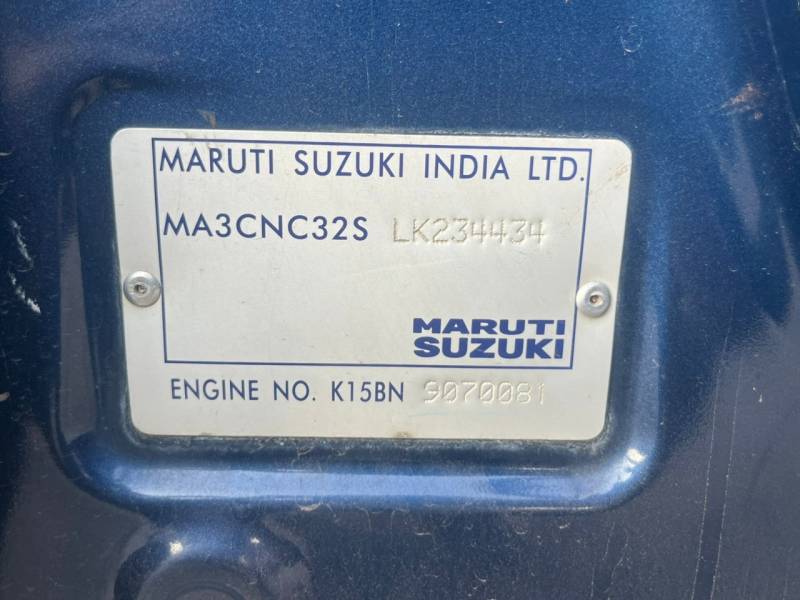 MARUTI SUZUKI INDIA LTD.
MA3CNC32S LK234434
MARUTI
SUZUKI
ENGINE NO. K15BN 9070081